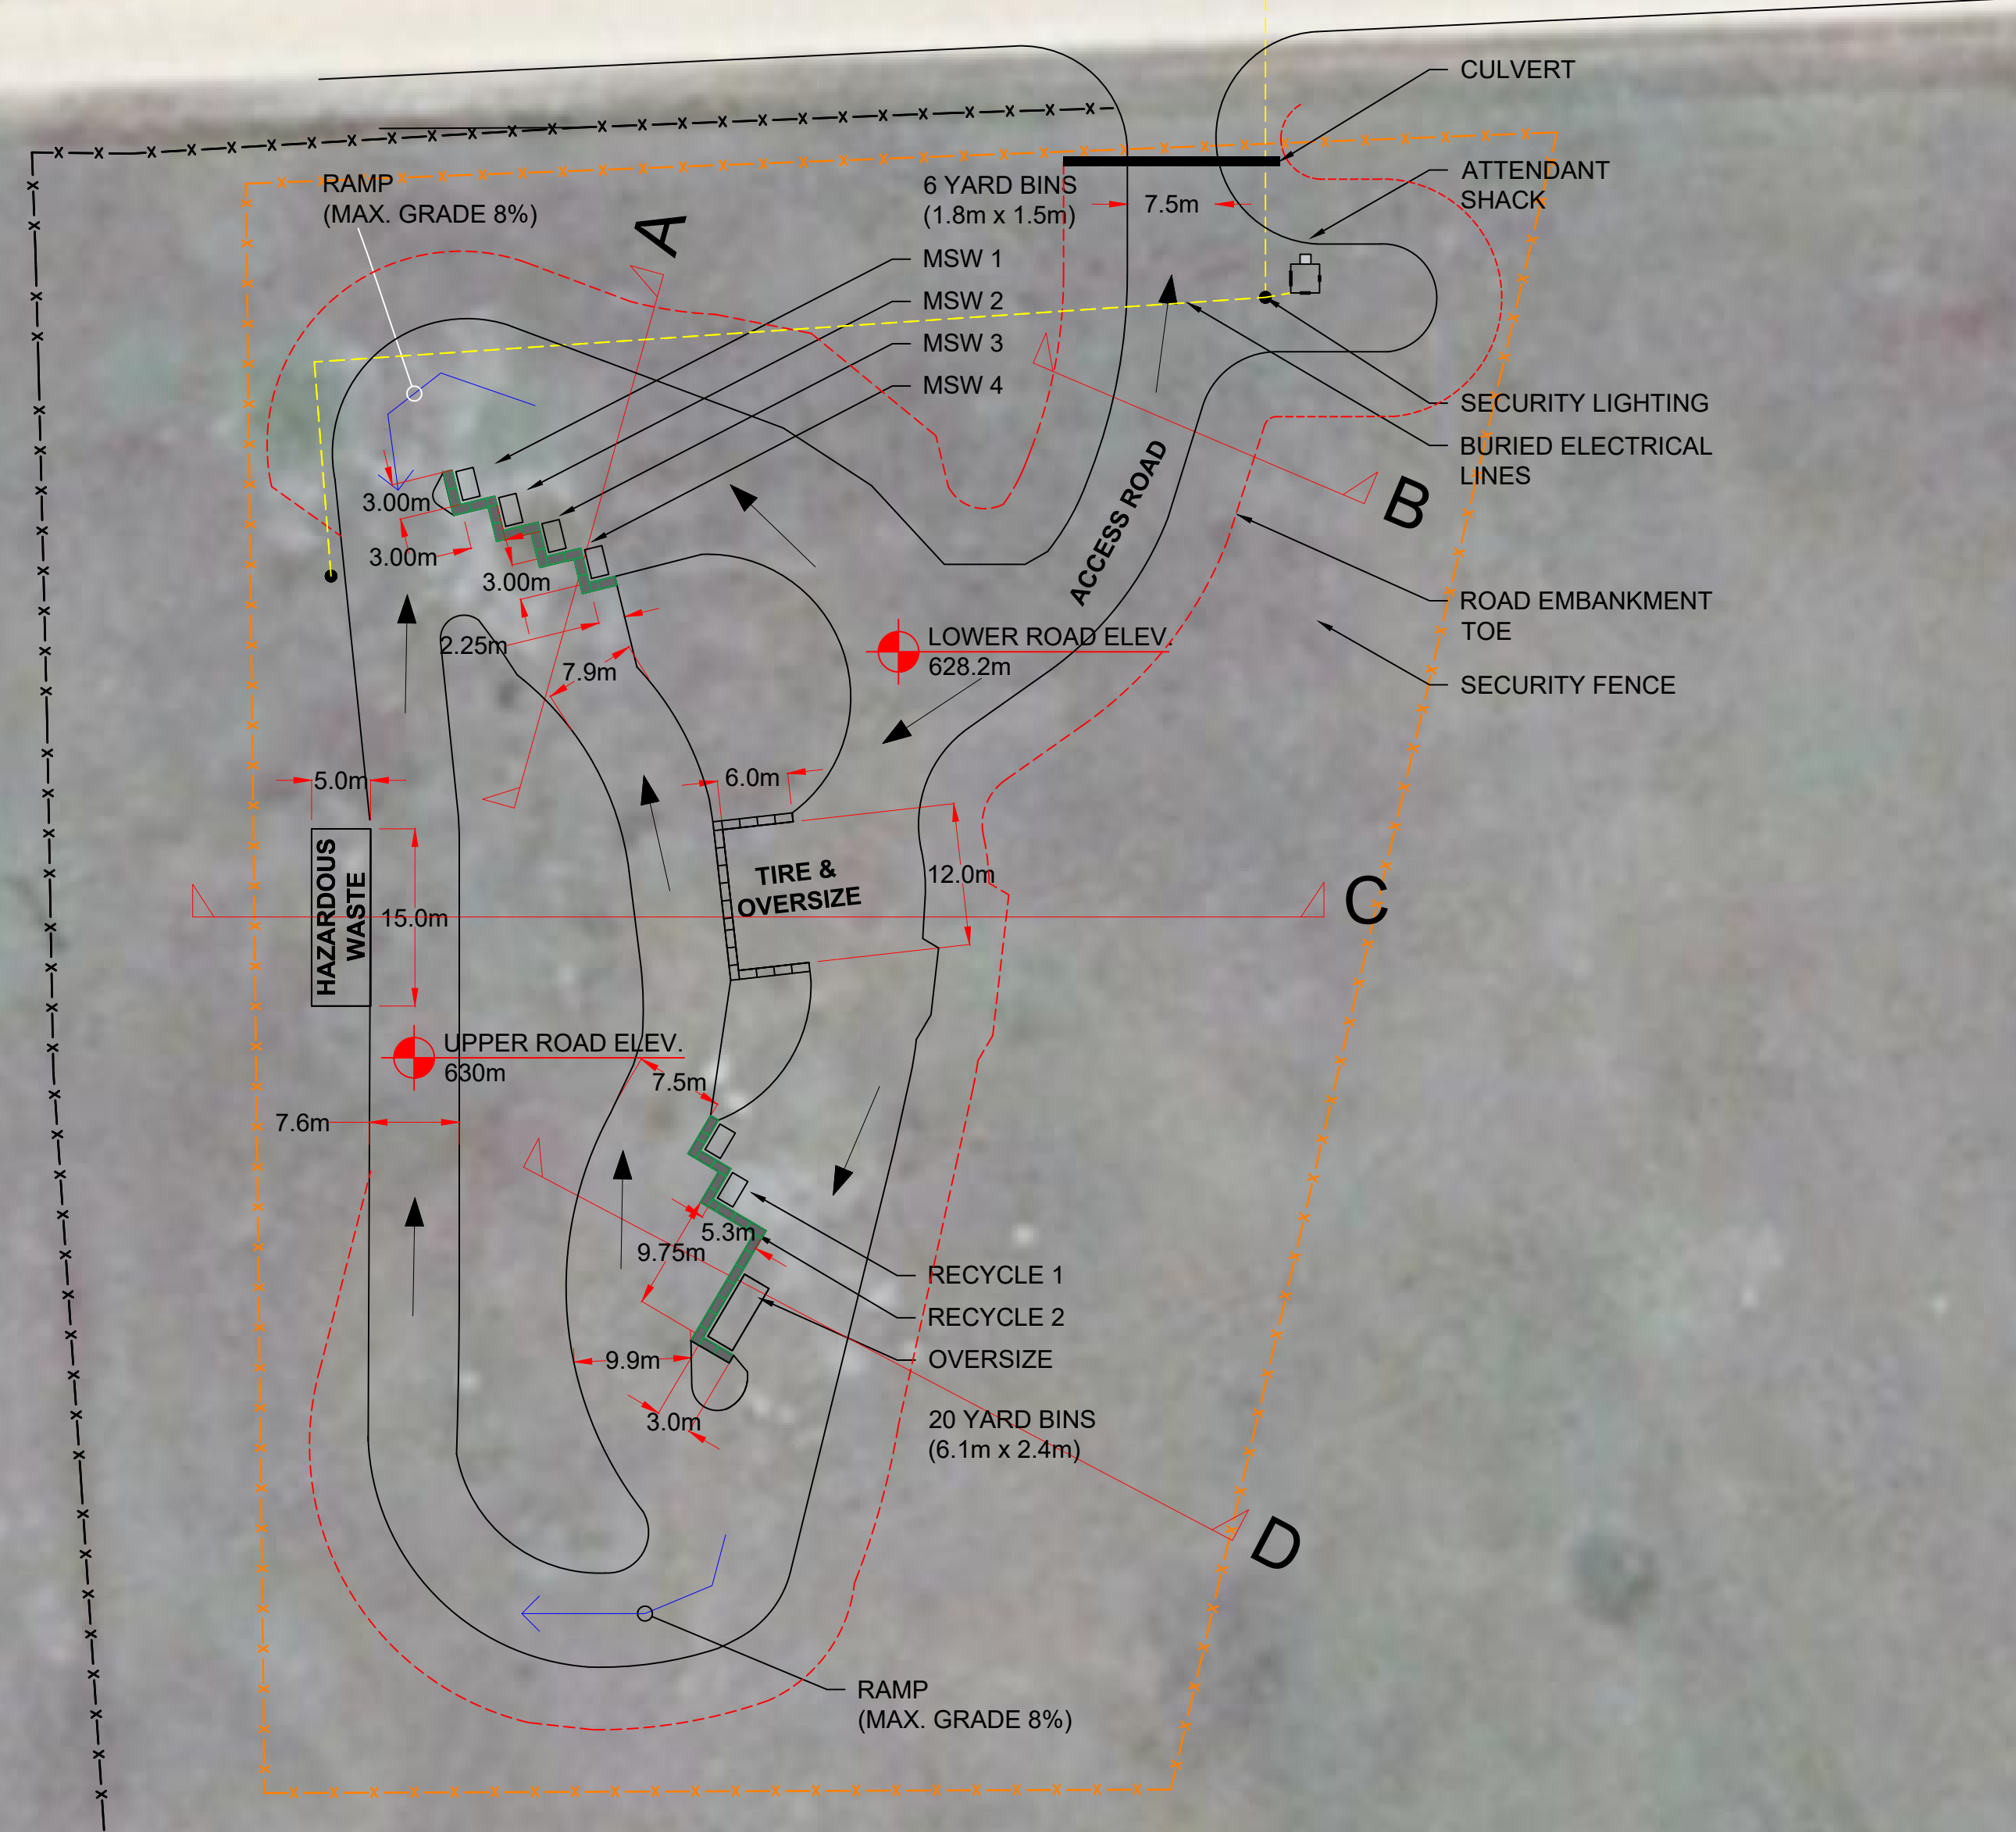 CULVERT
RAMP
(MAX. GRADE 8%)
A
6 YARD BINS
(1.8m x 1.5m)
7.5m
ATTENDANT
SHACK
MSW 1
MSW 2
MSW 3
MSW 4
SECURITY LIGHTING
BURIED ELECTRICAL
LINES
B
ACCESS ROAD
3.00m
3.00m
3.00m
2.25m
7.9m
LOWER ROAD ELEV.
628.2m
ROAD EMBANKMENT
TOE
SECURITY FENCE
5.0m
6.0m
HAZARDOUS
WASTE
15.0m
TIRE &
OVERSIZE
12.0m
C
UPPER ROAD ELEV.
630m
7.5m
7.6m
5.3m
9.75m
RECYCLE 1
RECYCLE 2
OVERSIZE
9.9m
3.0m
20 YARD BINS
(6.1m x 2.4m)
D
RAMP
(MAX. GRADE 8%)